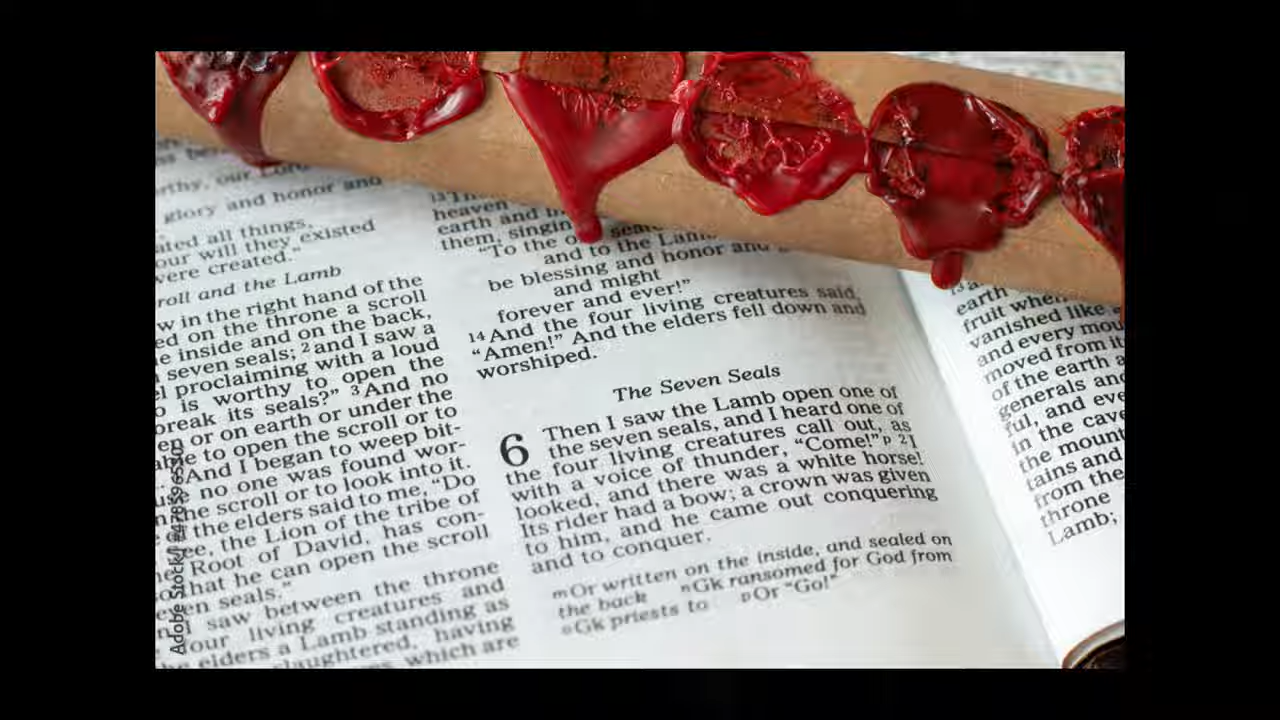 glory and honor and
ated all things,
our will they existed
were created."
roll and the Lamb
w in the right hand of the
ed on the throne a scroll
e inside and on the back,
seven seals; 2 and I saw a
el proclaiming with a loud
is worthy to open the
break its seals?" 3 And no
en or on earth or under the
able to open the scroll or to
And I began to weep bit-
no one was found wor-
the scroll or to look into it.
the elders said to me, "Do
ee, the Lion of the tribe of
Root of David, has con-
hat he can open the scroll
seven seals."
saw between the throne
four living creatures and
elders a Lamb standing as
slaughtered, having
which are
heaven
earth and
them, singin
"To the
and to the Lamb
be blessing and honor and
and might
forever and ever!"
14 And the four living creatures said,
"Amen!" And the elders fell down and
worshiped.
The Seven Seals
6 Then I saw the Lamb open one of
the seven seals, and I heard one of
the four living creatures call out, as
with a voice of thunder, "Come!" p 2 I
looked, and there was a white horse!
Its rider had a bow; a crown was given
to him, and he came out conquering
and to conquer.
m Or written on the inside, and sealed on
the back n Gk ransomed for God from
o Gk priests to p Or "Go!"
earth
fruit when
vanished like
and every mou
moved from it
of the earth a
generals and
ful, and eve
in the cave
the mount
tains and
from the
throne
Lamb;
Adobe Stock